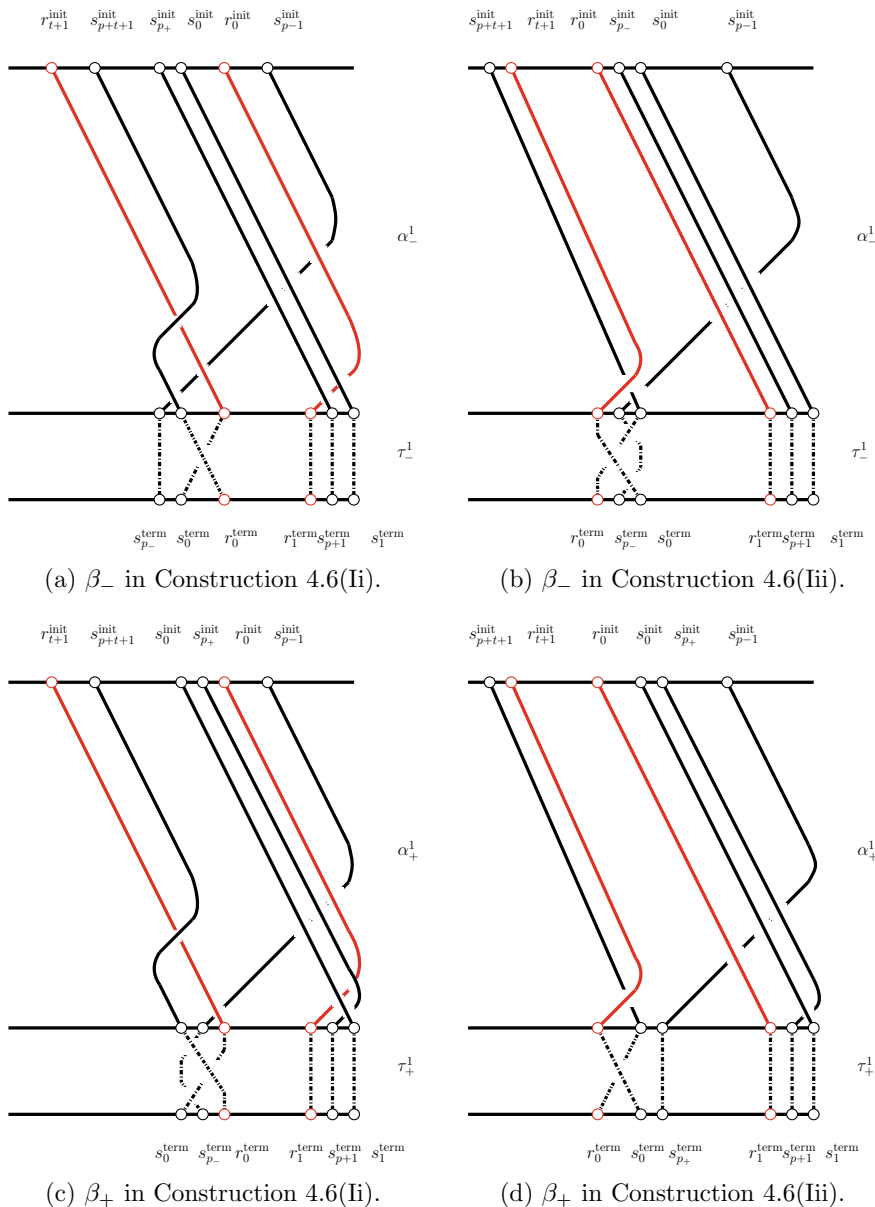 r_{t+1}^{init} s_{p+t+1}^{init} s_{p_+}^{init} s_0^{init} r_0^{init} s_{p-1}^{init}
s_{p+t+1}^{init} r_{t+1}^{init} r_0^{init} s_{p_-}^{init} s_0^{init} s_{p-1}^{init}
α_-^1
α_-^1
τ_-^1
τ_-^1
s_{p_-}^{term} s_0^{term} r_0^{term} r_1^{term} s_{p+1}^{term} s_1^{term}
r_0^{term} s_{p_-}^{term} s_0^{term} r_1^{term} s_{p+1}^{term} s_1^{term}
(a) β_− in Construction 4.6(Ii).
(b) β_− in Construction 4.6(Iii).
r_{t+1}^{init} s_{p+t+1}^{init} s_0^{init} s_{p_+}^{init} r_0^{init} s_{p-1}^{init}
s_{p+t+1}^{init} r_{t+1}^{init} r_0^{init} s_0^{init} s_{p_+}^{init} s_{p-1}^{init}
α_+^1
α_+^1
τ_+^1
τ_+^1
s_0^{term} s_{p_-}^{term} r_0^{term} r_1^{term} s_{p+1}^{term} s_1^{term}
r_0^{term} s_0^{term} s_{p_+}^{term} r_1^{term} s_{p+1}^{term} s_1^{term}
(c) β_+ in Construction 4.6(Ii).
(d) β_+ in Construction 4.6(Iii).